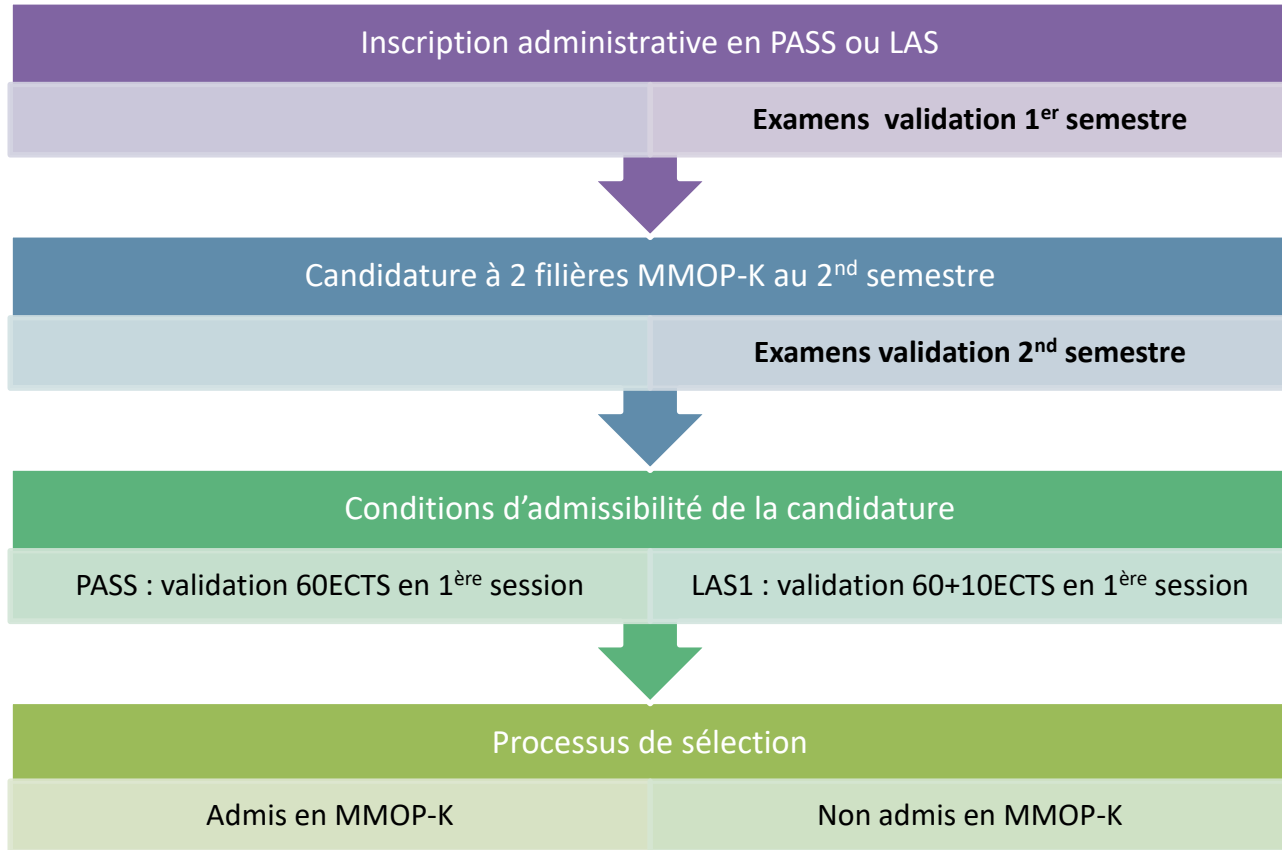 Inscription administrative en PASS ou LAS
Examens validation 1er semestre
Candidature à 2 filières MMOP-K au 2nd semestre
Examens validation 2nd semestre
Conditions d’admissibilité de la candidature
PASS : validation 60ECTS en 1ère session
LAS1 : validation 60+10ECTS en 1ère session
Processus de sélection
Admis en MMOP-K
Non admis en MMOP-K